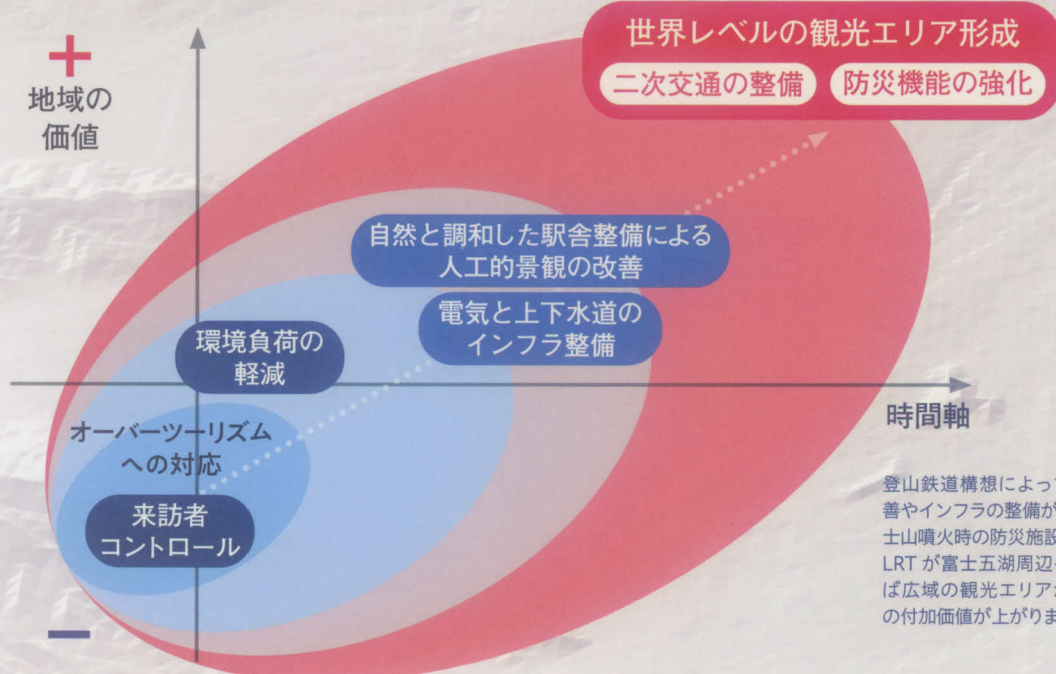 ＋
地域の
価値
世界レベルの観光エリア形成
二次交通の整備 防災機能の強化
自然と調和した駅舎整備による
人工的景観の改善
電気と上下水道の
インフラ整備
環境負荷の
軽減
オーバーツーリズム
への対応
来訪者
コントロール
時間軸
登山鉄道構想によって
善やインフラの整備が
士山噴火時の防災施設
LRT が富士五湖周辺
ば広域の観光エリア
の付加価値が上がりま
－